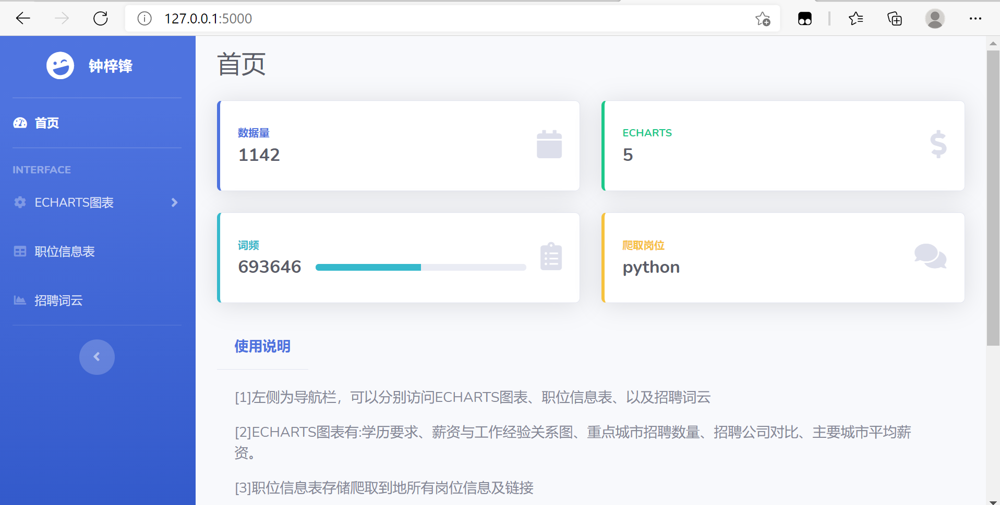 127.0.0.1:5000
钟梓锋
首页
INTERFACE
ECHARTS图表
职位信息表
招聘词云
首页
数据量
1142
ECHARTS
5
词频
693646
爬取岗位
python
使用说明
[1]左侧为导航栏，可以分别访问ECHARTS图表、职位信息表、以及招聘词云
[2]ECHARTS图表有:学历要求、薪资与工作经验关系图、重点城市招聘数量、招聘公司对比、主要城市平均薪
资。
[3]职位信息表存储爬取到地所有岗位信息及链接